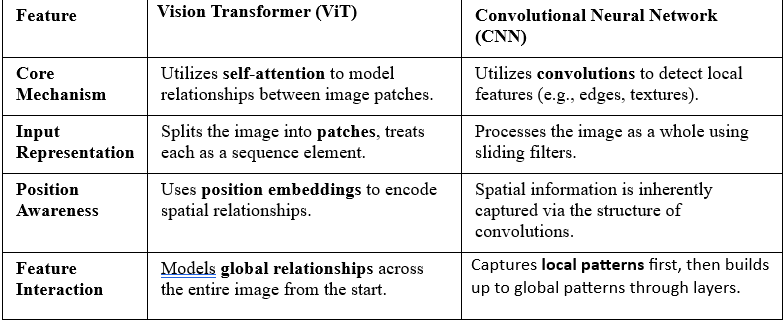 Feature
Vision Transformer (ViT)
Convolutional Neural Network
(CNN)
Core
Mechanism
Utilizes self-attention to model
relationships between image patches.
Utilizes convolutions to detect local
features (e.g., edges, textures).
Input
Representation
Splits the image into patches, treats
each as a sequence element.
Processes the image as a whole using
sliding filters.
Position
Awareness
Uses position embeddings to encode
spatial relationships.
Spatial information is inherently
captured via the structure of
convolutions.
Feature
Interaction
Models global relationships across
the entire image from the start.
Captures local patterns first, then builds
up to global patterns through layers.